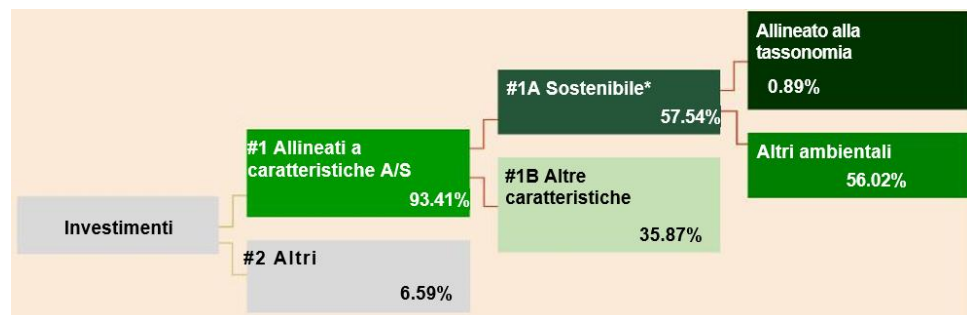 Investimenti
#1 Allineati a
caratteristiche A/S
93.41%
#2 Altri
6.59%
#1A Sostenibile*
57.54%
#1B Altre
caratteristiche
35.87%
Allineato alla
tassonomia
0.89%
Altri ambientali
56.02%